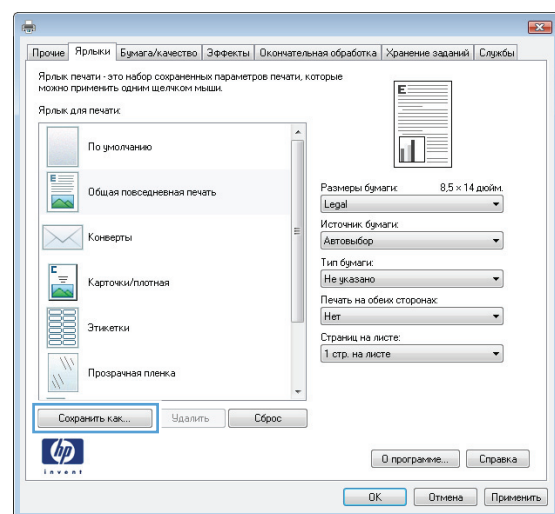 Прочие Ярлыки Бумага/качество Эффекты Окончательная обработка Хранение заданий Службы
Ярлык печати - это набор сохраненных параметров печати, которые
можно применить одним щелчком мыши.
Ярлык для печати:
По умолчанию
Общая повседневная печать
Конверты
Карточки/плотная
Этикетки
Прозрачная пленка
Сохранить как... Удалить Сброс
E
E
C
Размеры бумаги: 8,5 × 14 дюйм.
Legal
Источник бумаги:
Автовыбор
Тип бумаги:
Не указано
Печать на обеих сторонах:
Нет
Страниц на листе:
1 стр. на листе
hp
invent
О программе... Справка
OK Отмена Применить